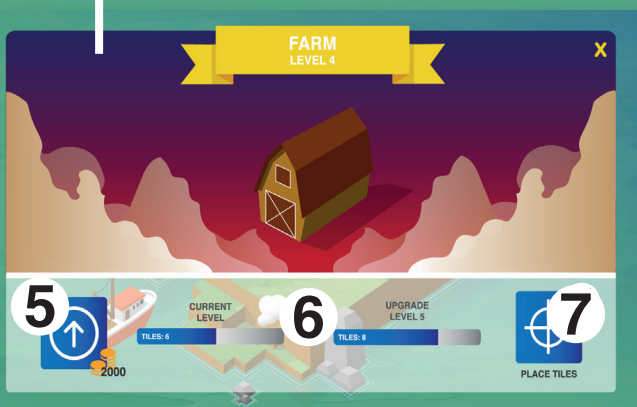 FARM
LEVEL 4
X
5
2000
CURRENT
LEVEL
TILES: 6
6
UPGRADE
LEVEL 5
TILES: 8
7
PLACE TILES